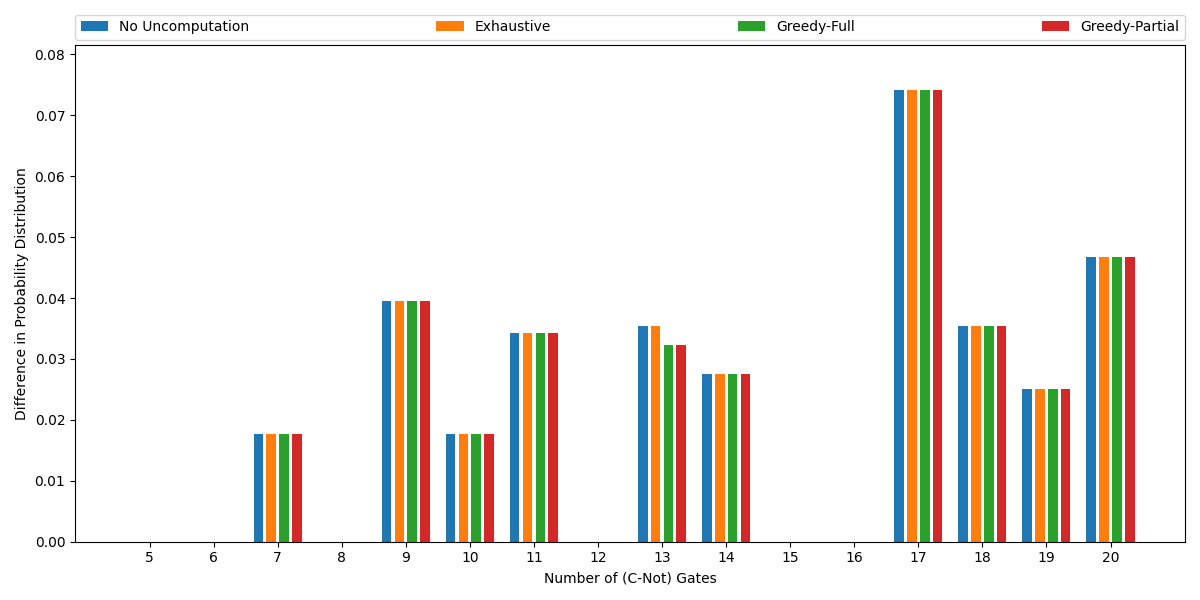 No Uncomputation Exhaustive Greedy-Full Greedy-Partial
0.08
0.07
0.06
0.05
0.04
0.03
0.02
0.01
0.00
Difference in Probability Distribution
5 6 7 8 9 10 11 12 13 14 15 16 17 18 19 20
Number of (C-Not) Gates